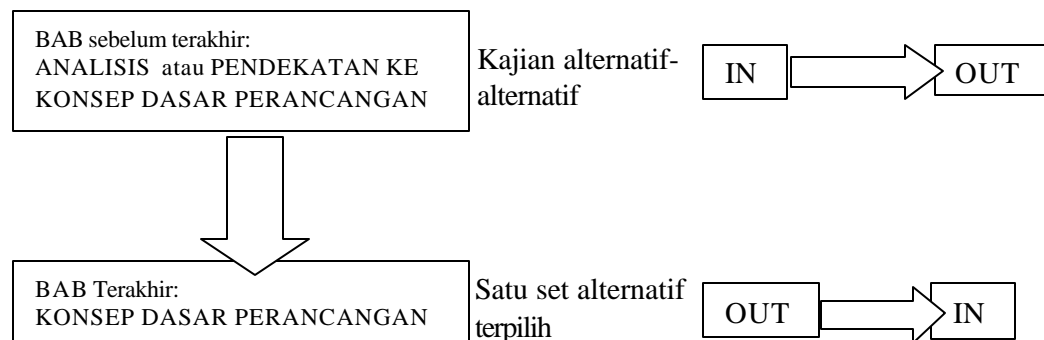 BAB sebelum terakhir:
ANALISIS atau PENDEKATAN KE
KONSEP DASAR PERANCANGAN
Kajian alternatif-
alternatif
IN
OUT
BAB Terakhir:
KONSEP DASAR PERANCANGAN
Satu set alternatif
terpilih
OUT
IN